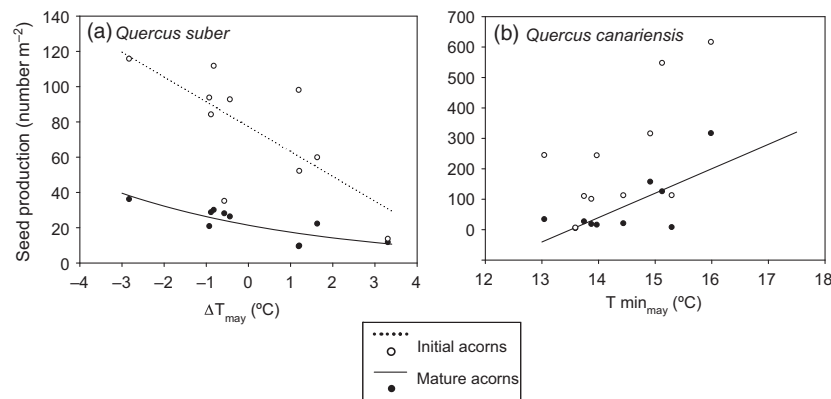 (a) Quercus suber
Seed production (number m⁻²)
140
120
100
80
60
40
20
0
–4 –3 –2 –1 0 1 2 3 4
ΔTmay (ºC)
(b) Quercus canariensis
700
600
500
400
300
200
100
0
–100
12 13 14 15 16 17 18
T minmay (ºC)
Initial acorns
Mature acorns